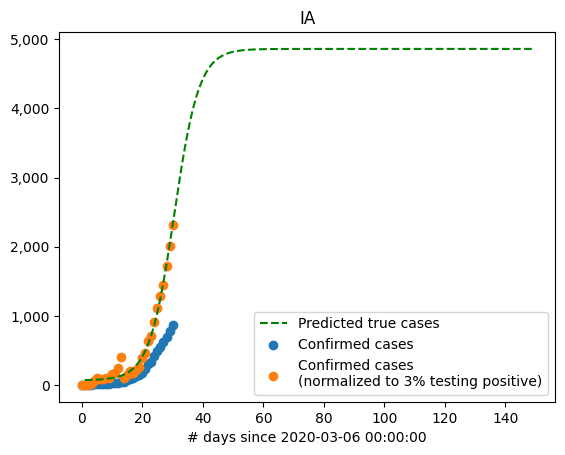 IA
5,000
4,000
3,000
2,000
1,000
0
0 20 40 60 80 100 120 140
# days since 2020-03-06 00:00:00
Predicted true cases
Confirmed cases
Confirmed cases
(normalized to 3% testing positive)